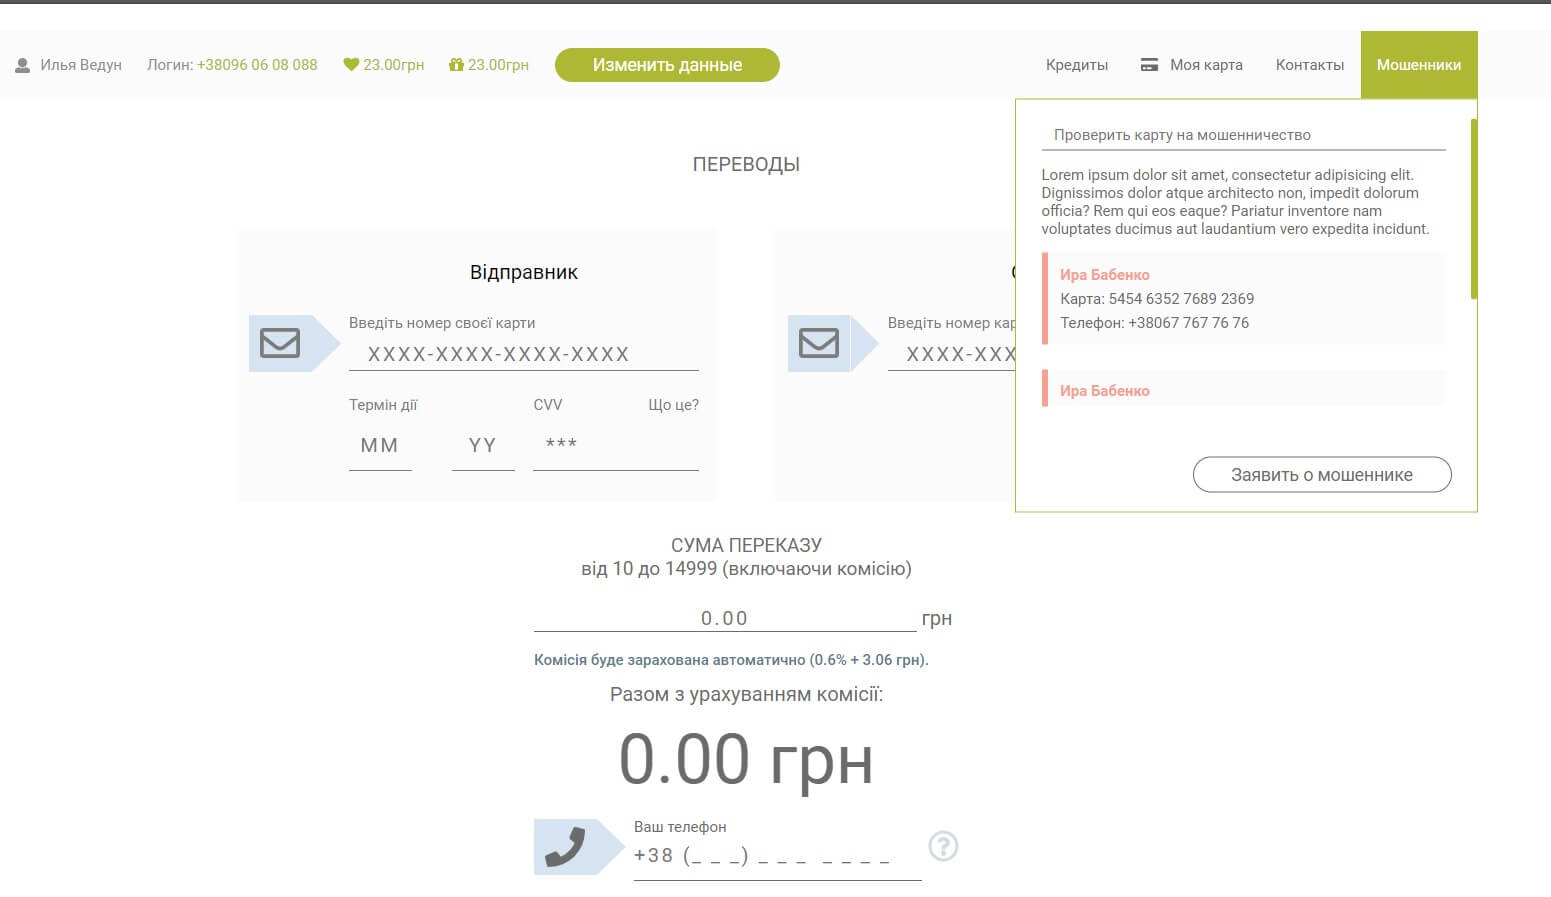 Илья Ведун
Логин: +38096 06 08 088
23.00грн
23.00грн
Изменить данные
Кредиты
Моя карта
Контакты
Мошенники
ПЕРЕВОДЫ
Проверить карту на мошенничество
Lorem ipsum dolor sit amet, consectetur adipisicing elit.
Dignissimos dolor atque architecto non, impedit dolorum
officia? Rem qui eos eaque? Pariatur inventore nam
voluptates ducimus aut laudantium vero expedita incidunt.
Ира Бабенко
Карта: 5454 6352 7689 2369
Телефон: +38067 767 76 76
Ира Бабенко
Заявить о мошеннике
Відправник
Введіть номер своєї карти
XXXX-XXXX-XXXX-XXXX
Термін дії
CVV
Що це?
MM
YY
***
Введіть номер
XXXX-XXX
СУМА ПЕРЕКАЗУ
від 10 до 14999 (включаючи комісію)
0.00 грн
Комісія буде зарахована автоматично (0.6% + 3.06 грн).
Разом з урахуванням комісії:
0.00 грн
Ваш телефон
+38 (_ _ _) _ _ _ _ _ _ _